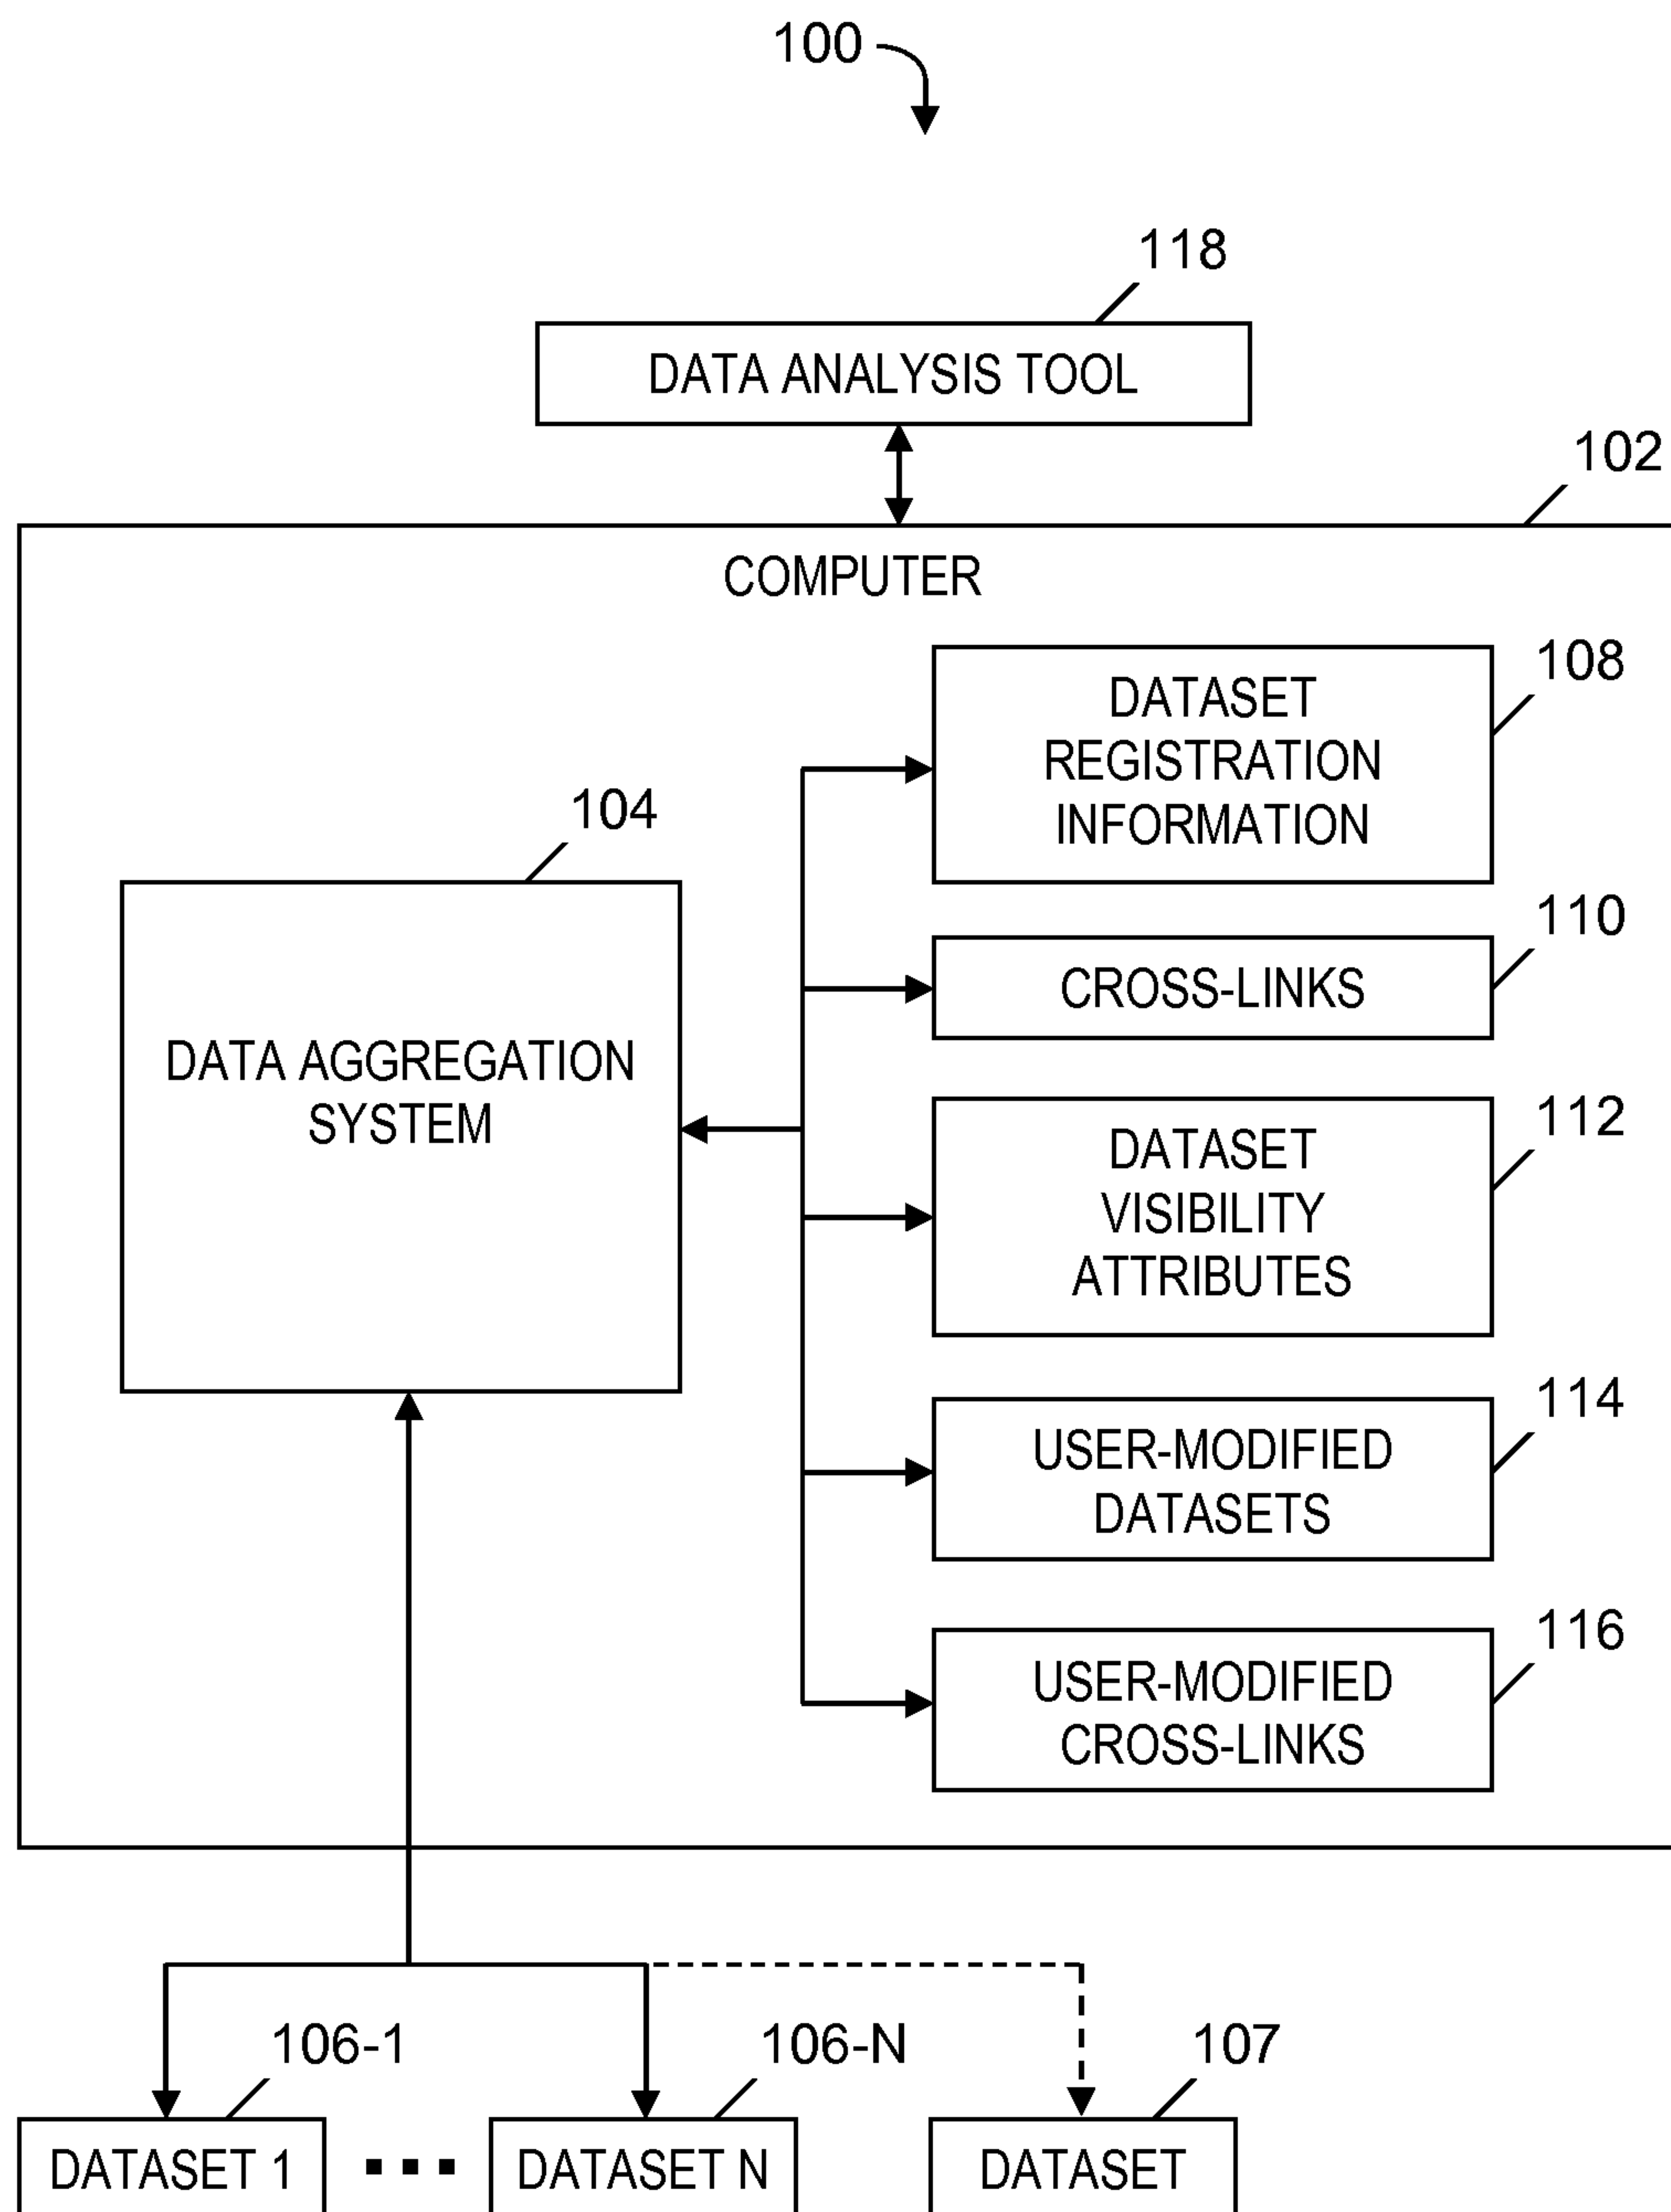 100
118
DATA ANALYSIS TOOL
102
COMPUTER
108
DATASET
REGISTRATION
INFORMATION
104
110
CROSS-LINKS
DATA AGGREGATION
SYSTEM
112
DATASET
VISIBILITY
ATTRIBUTES
114
USER-MODIFIED
DATASETS
116
USER-MODIFIED
CROSS-LINKS
106-1
106-N
107
DATASET 1
DATASET N
DATASET